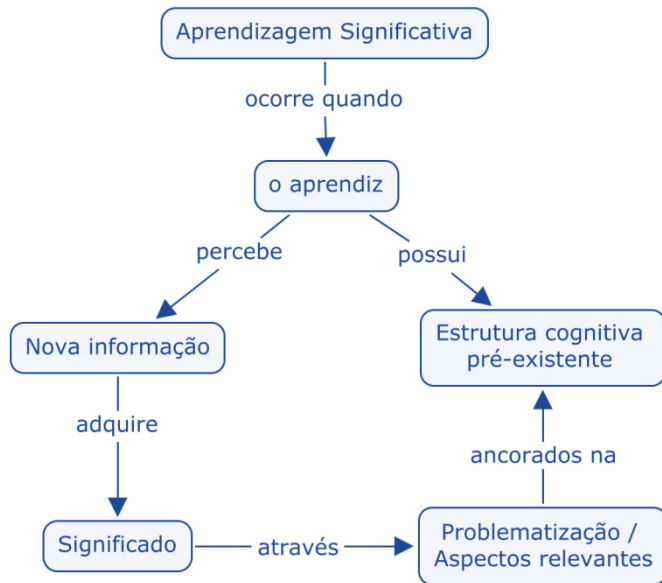 Aprendizagem Significativa
ocorre quando
o aprendiz
percebe
possui
Nova informação
Estrutura cognitiva
pré-existente
adquire
ancorados na
Significado
através
Problematização /
Aspectos relevantes